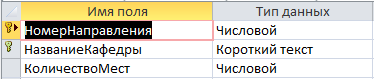 Имя поля Тип данных
НомерНаправления Числовой
НазваниеКафедры Короткий текст
КоличествоМест Числовой